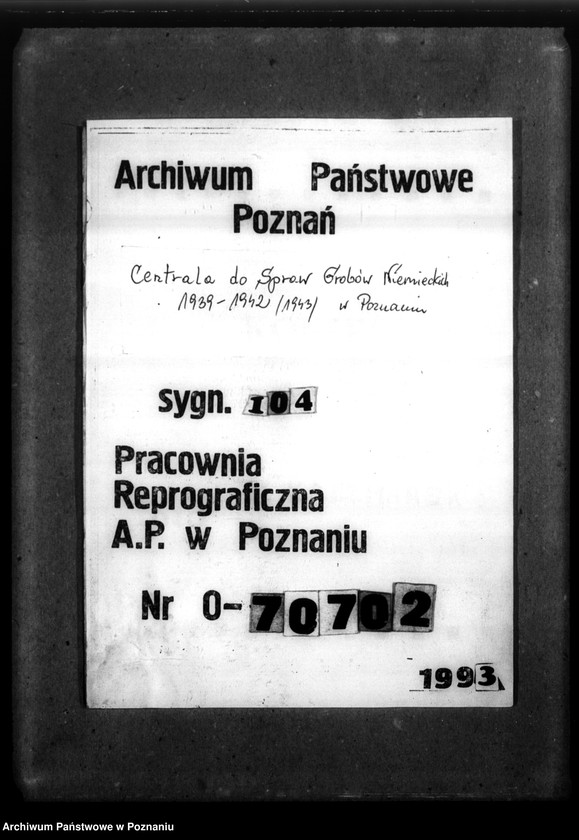 Archiwum Państwowe
Poznań
Centrala do Spraw Grobów Niemieckich
1939-1942 /1943/ w Poznaniu
sygn. 104
Pracownia
Reprograficzna
A.P. w Poznaniu
Nr O-70702
1993
Archiwum Państwowe w Poznaniu